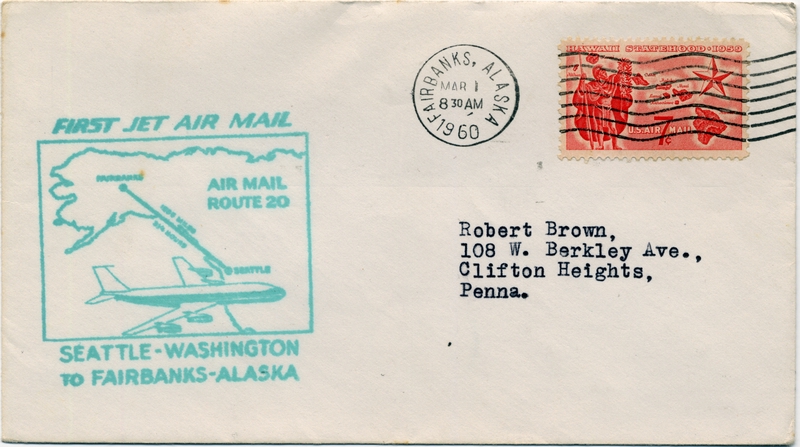 FIRST JET AIR MAIL
FAIRBANKS
AIR MAIL
ROUTE 20
SEATTLE
SEATTLE-WASHINGTON
TO FAIRBANKS-ALASKA
FAIRBANKS, ALASKA
MAR 1
8 30 AM
1960
HAWAII STATEHOOD · 1959
U.S. AIR MAIL
7¢
Robert Brown,
108 W. Berkley Ave.,
Clifton Heights,
Penna.